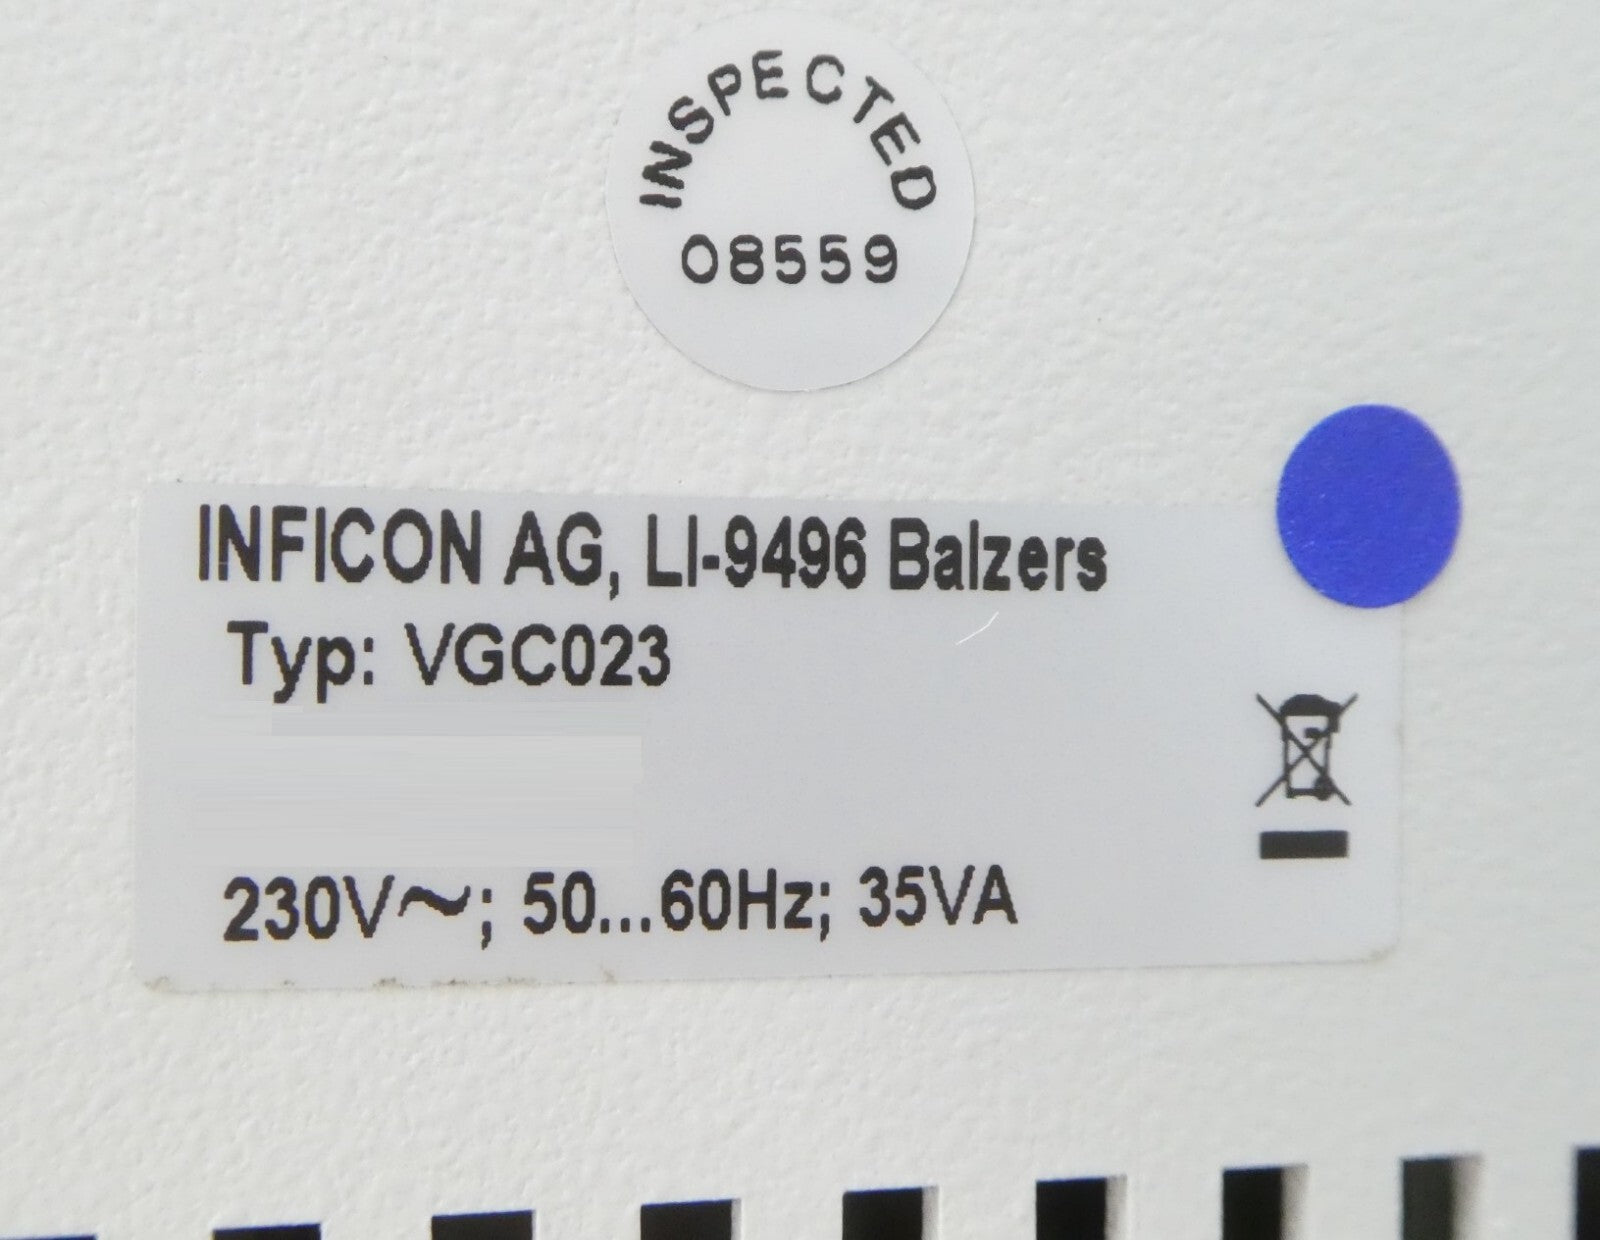 INSPECTED
08559
INFICON AG, LI-9496 Balzers
Typ: VGC023
230V~; 50...60Hz; 35VA